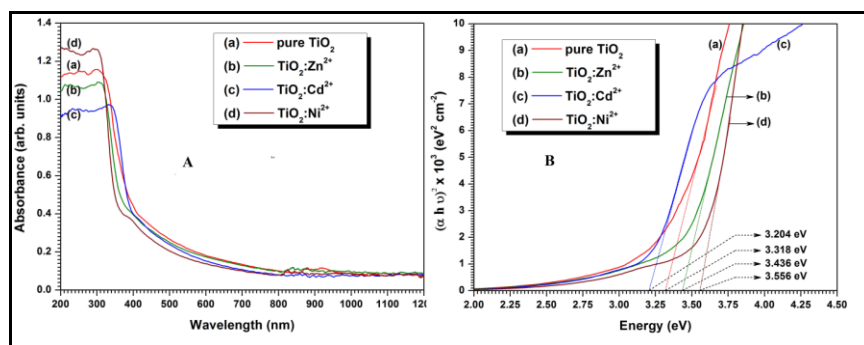 (a) pure TiO₂
(b) TiO₂:Zn²⁺
(c) TiO₂:Cd²⁺
(d) TiO₂:Ni²⁺
(d)
(a)
(b)
(c)
A
1.4
1.2
1.0
0.8
0.6
0.4
0.2
0.0
200 300 400 500 600 700 800 900 1000 1100 1200
Absorbance (arb. units)
Wavelength (nm)
(a) pure TiO₂
(b) TiO₂:Zn²⁺
(c) TiO₂:Cd²⁺
(d) TiO₂:Ni²⁺
(a)
(c)
(b)
(d)
B
3.204 eV
3.318 eV
3.436 eV
3.556 eV
10
9
8
7
6
5
4
3
2
1
0
2.00 2.25 2.50 2.75 3.00 3.25 3.50 3.75 4.00 4.25 4.50
(α h υ)² x 10³ (eV² cm⁻²)
Energy (eV)